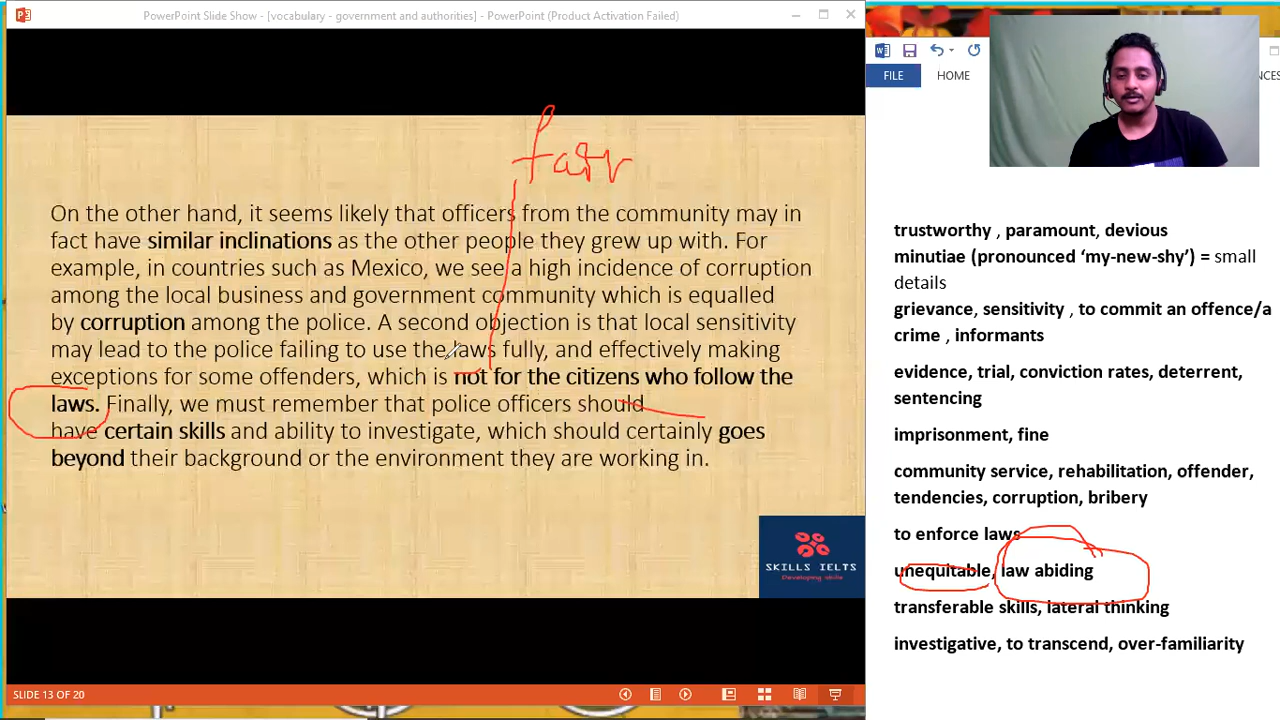 PowerPoint Slide Show - [vocabulary - government and authorities] - PowerPoint (Product Activation Failed)
FILE
HOME
NCES
On the other hand, it seems likely that officers from the community may in
fact have similar inclinations as the other people they grew up with. For
example, in countries such as Mexico, we see a high incidence of corruption
among the local business and government community which is equalled
by corruption among the police. A second objection is that local sensitivity
may lead to the police failing to use the laws fully, and effectively making
exceptions for some offenders, which is not for the citizens who follow the
laws. Finally, we must remember that police officers should
have certain skills and ability to investigate, which should certainly goes
beyond their background or the environment they are working in.
SKILLS IELTS
Developing skills
SLIDE 13 OF 20
trustworthy , paramount, devious
minutiae (pronounced ‘my-new-shy’) = small
details
grievance, sensitivity , to commit an offence/a
crime , informants
evidence, trial, conviction rates, deterrent,
sentencing
imprisonment, fine
community service, rehabilitation, offender,
tendencies, corruption, bribery
to enforce laws
unequitable, law abiding
transferable skills, lateral thinking
investigative, to transcend, over-familiarity